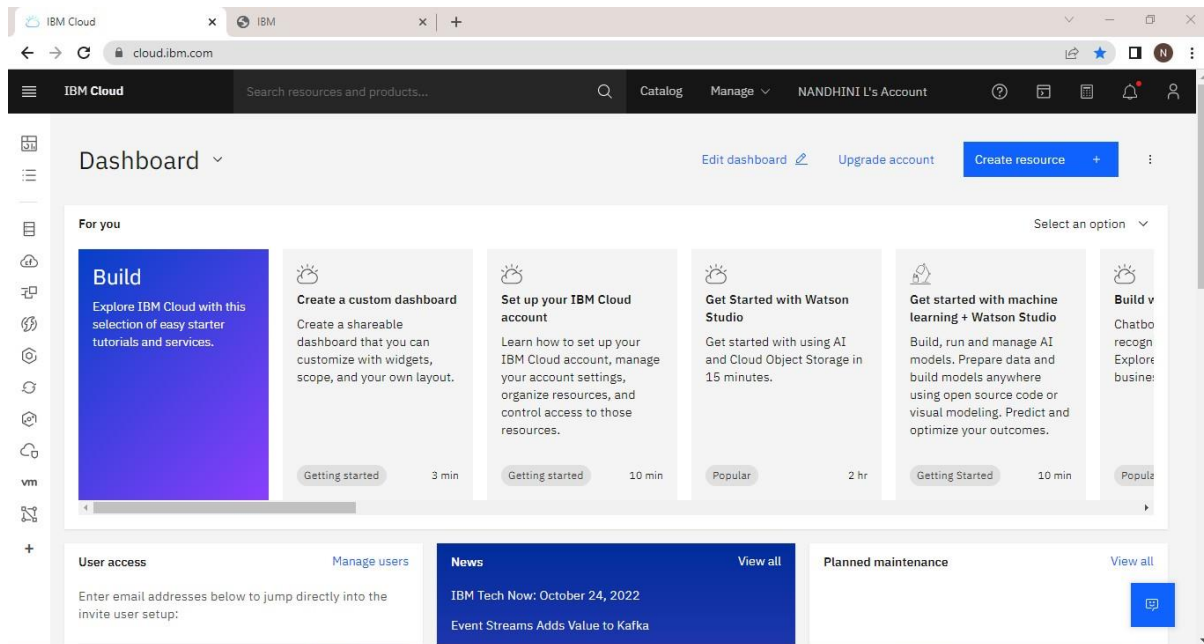 IBM Cloud
IBM
cloud.ibm.com
N
IBM Cloud
Search resources and products...
Catalog
Manage
NANDHINI L's Account
Dashboard
Edit dashboard
Upgrade account
Create resource +
For you
Select an option
Build
Explore IBM Cloud with this
selection of easy starter
tutorials and services.
Create a custom dashboard
Create a shareable
dashboard that you can
customize with widgets,
scope, and your own layout.
Getting started
3 min
Set up your IBM Cloud
account
Learn how to set up your
IBM Cloud account, manage
your account settings,
organize resources, and
control access to those
resources.
Getting started
10 min
Get Started with Watson
Studio
Get started with using AI
and Cloud Object Storage in
15 minutes.
Popular
2 hr
Get started with machine
learning + Watson Studio
Build, run and manage AI
models. Prepare data and
build models anywhere
using open source code or
visual modeling. Predict and
optimize your outcomes.
Getting Started
10 min
Build
Chatbo
recogn
Explore
busines
Popula
cf
vm
User access
Manage users
Enter email addresses below to jump directly into the
invite user setup:
News
View all
IBM Tech Now: October 24, 2022
Event Streams Adds Value to Kafka
Planned maintenance
View all